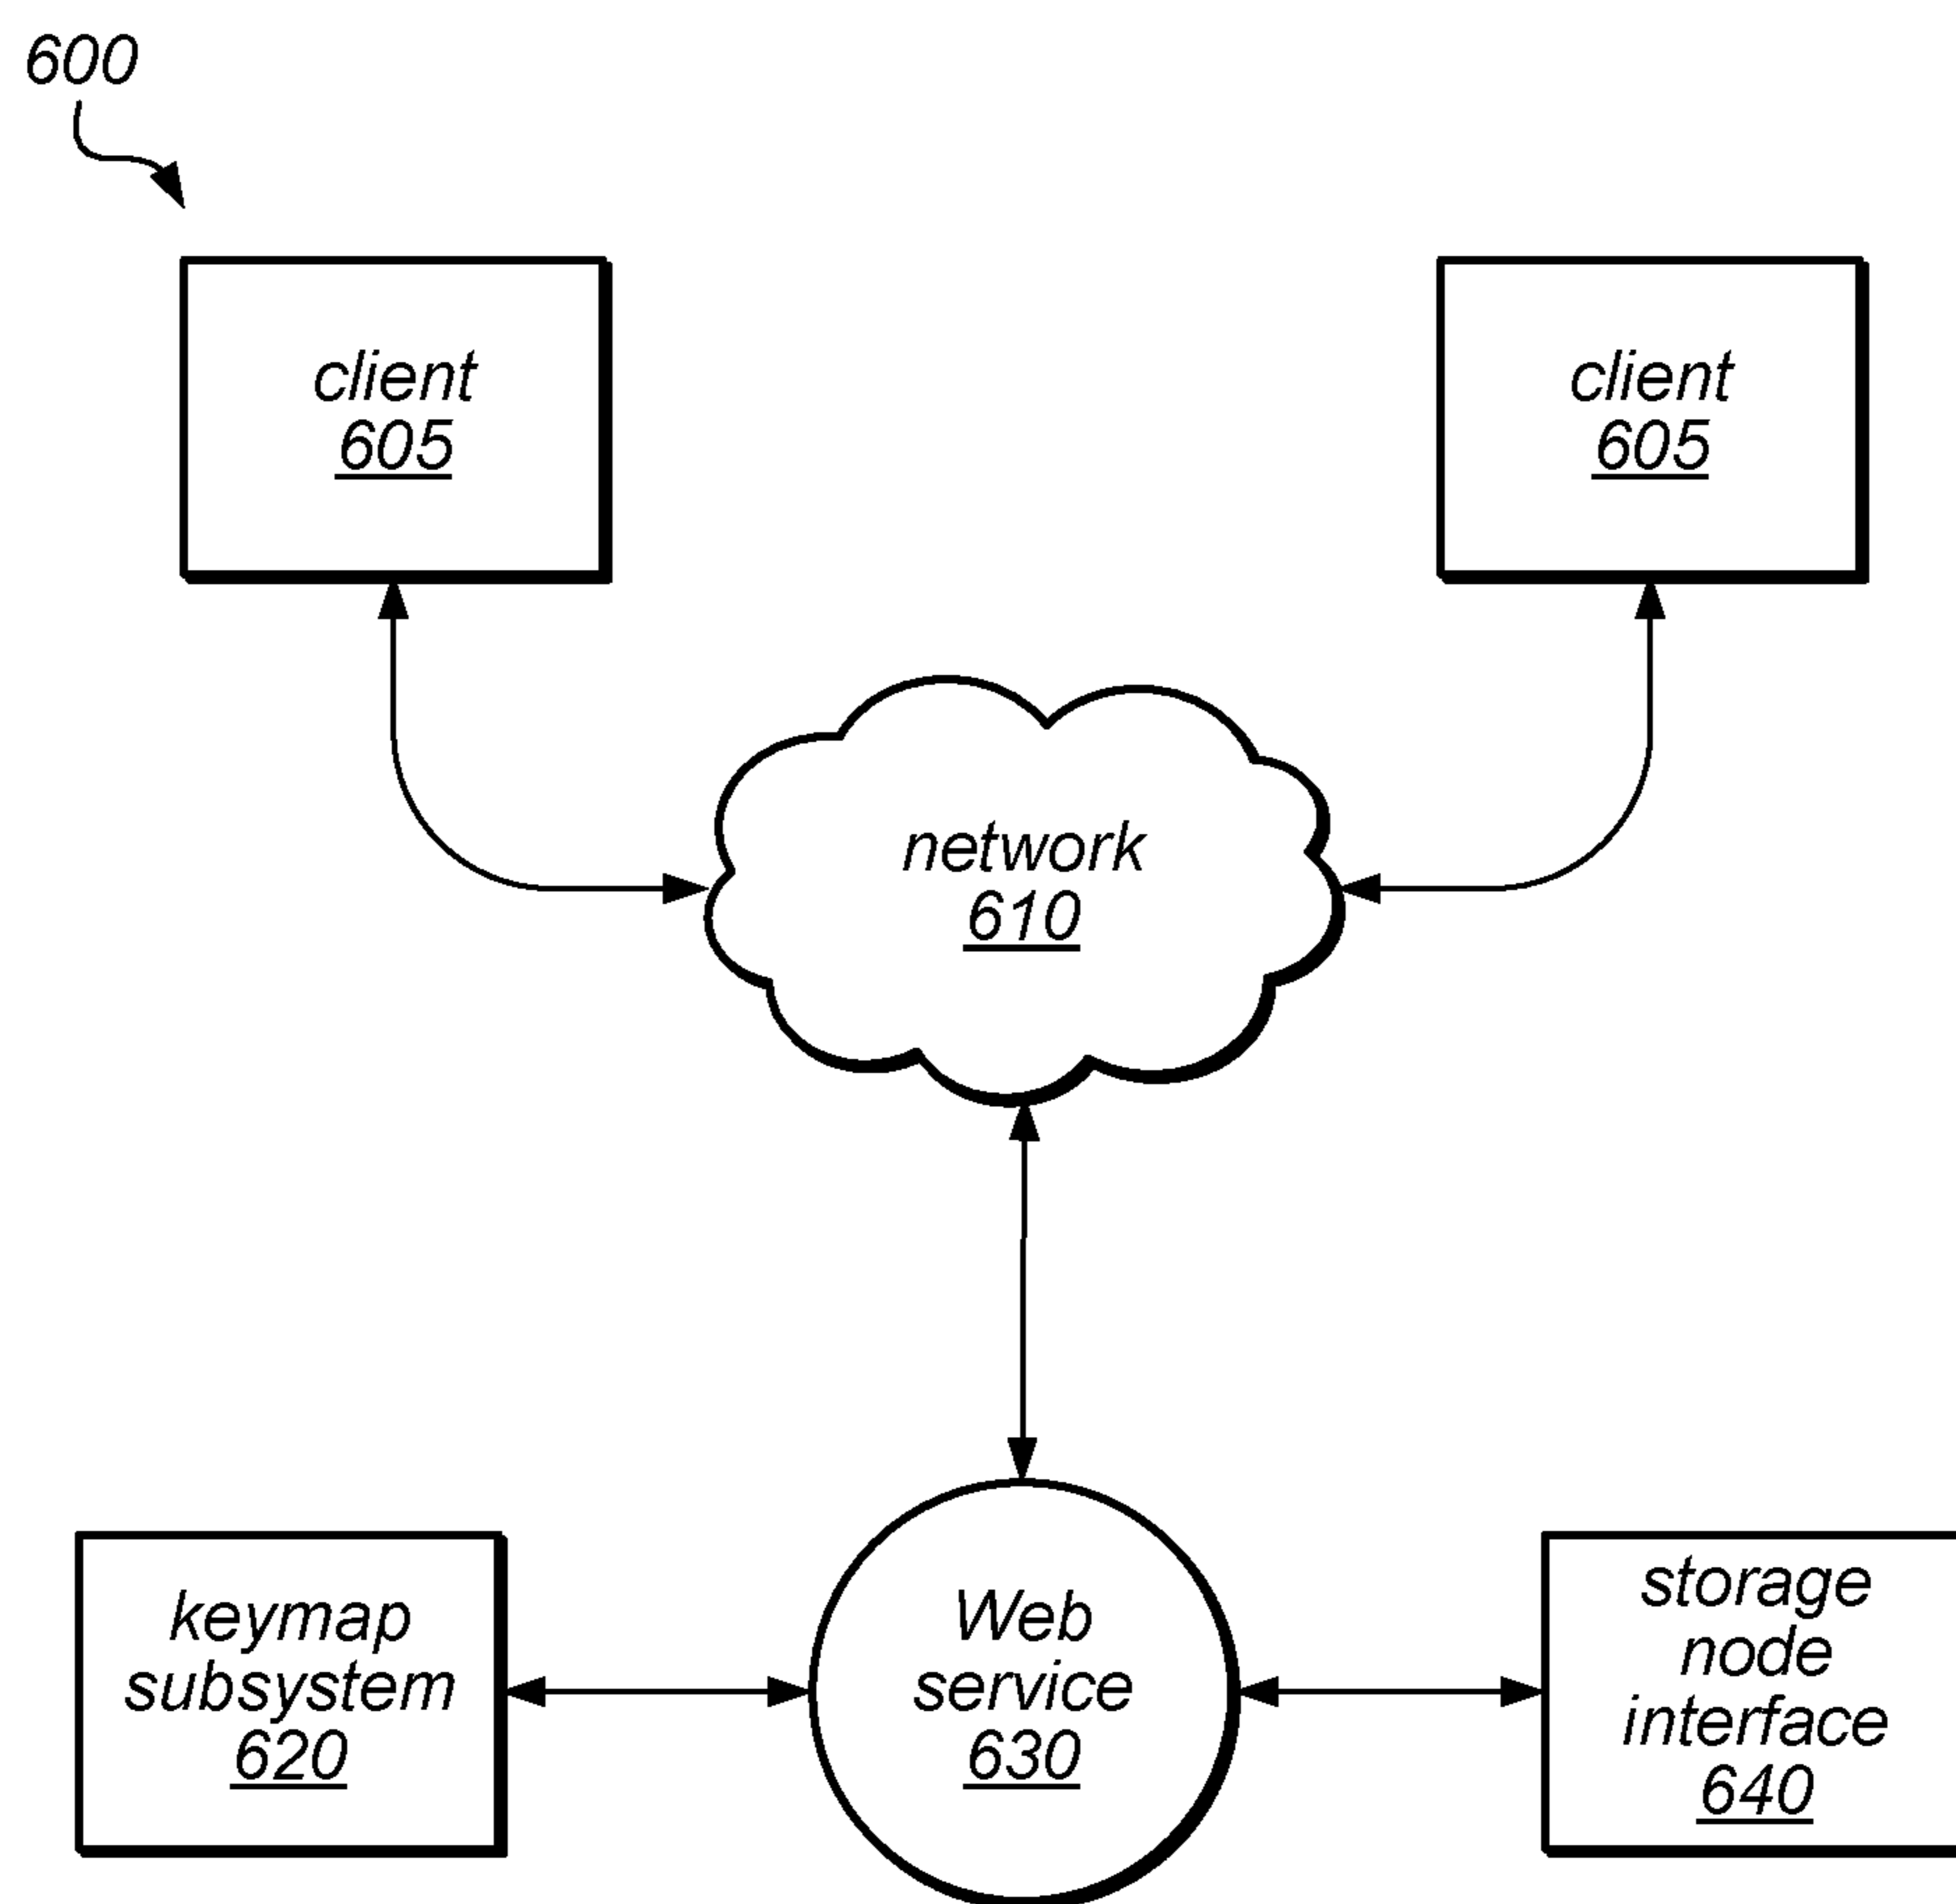 600
client
605
client
605
network
610
keymap
subsystem
620
Web
service
630
storage
node
interface
640